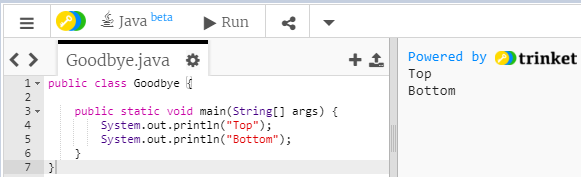 Java beta
Run
Goodbye.java
1 public class Goodbye {
2
3 public static void main(String[] args) {
4 System.out.println("Top");
5 System.out.println("Bottom");
6 }
7 }
Powered by trinket
Top
Bottom